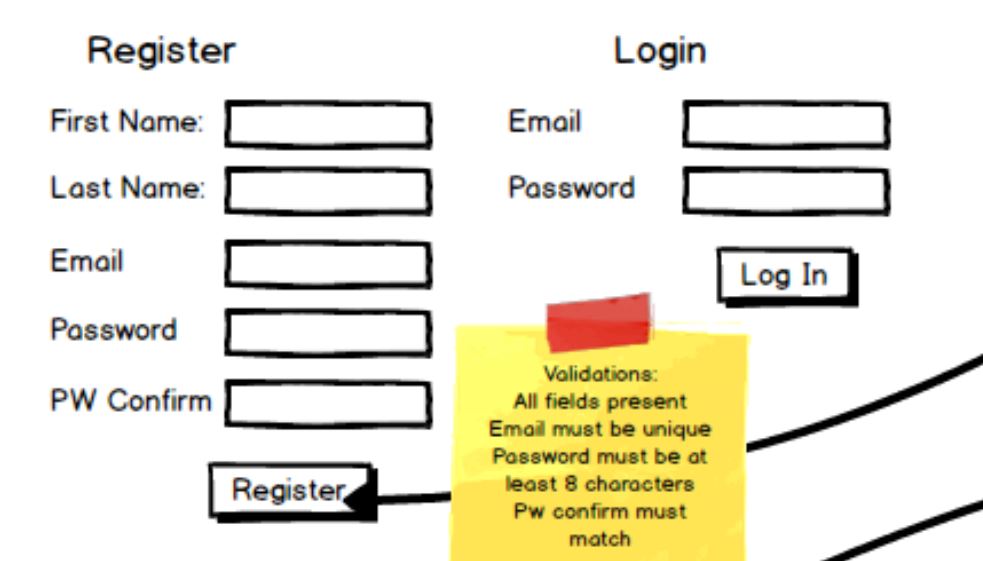 Register
First Name:
Last Name:
Email
Password
PW Confirm
Register
Login
Email
Password
Log In
Validations:
All fields present
Email must be unique
Password must be at
least 8 characters
Pw confirm must
match